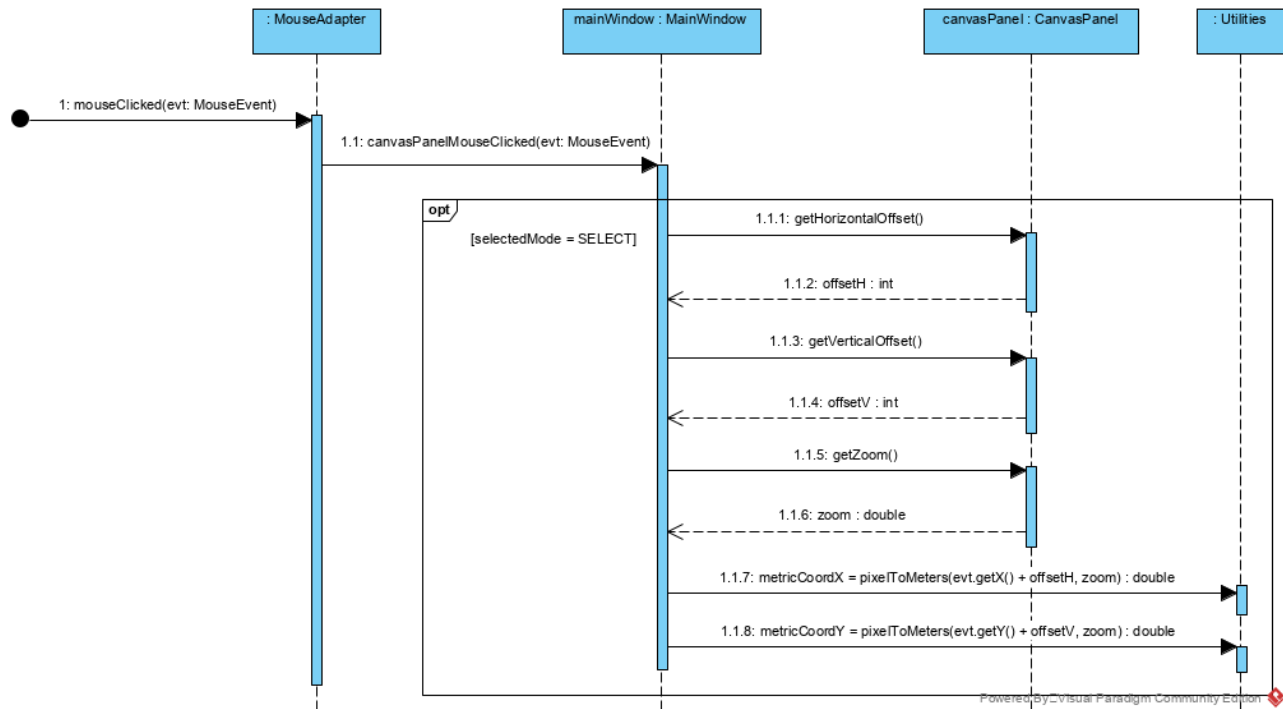 : MouseAdapter
mainWindow : MainWindow
canvasPanel : CanvasPanel
: Utilities
1: mouseClicked(evt: MouseEvent)
1.1: canvasPanelMouseClicked(evt: MouseEvent)
opt
[selectedMode = SELECT]
1.1.1: getHorizontalOffset()
1.1.2: offsetH : int
1.1.3: getVerticalOffset()
1.1.4: offsetV : int
1.1.5: getZoom()
1.1.6: zoom : double
1.1.7: metricCoordX = pixelToMeters(evt.getX() + offsetH, zoom) : double
1.1.8: metricCoordY = pixelToMeters(evt.getY() + offsetV, zoom) : double
Powered By Visual Paradigm Community Edition